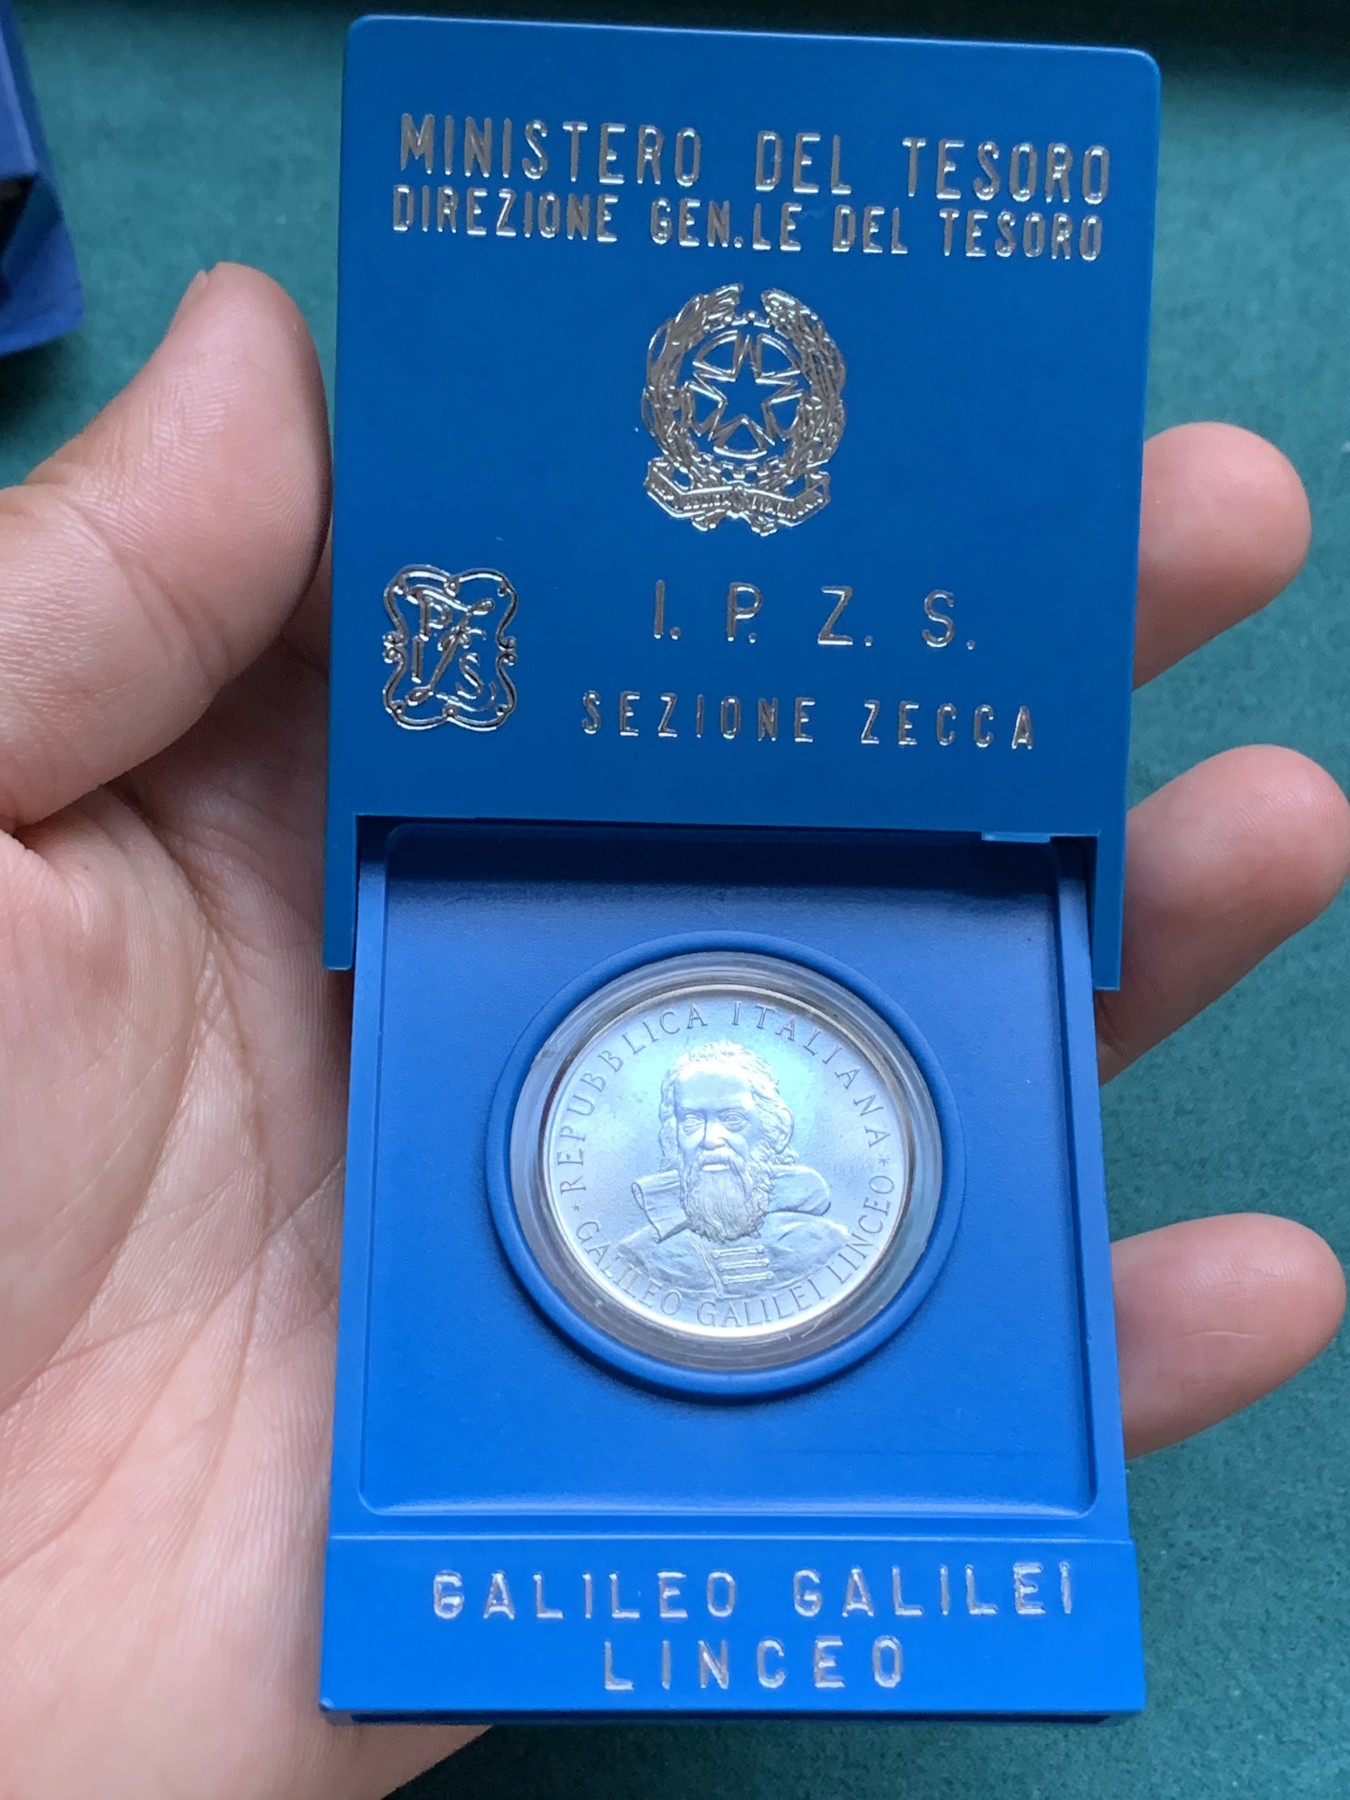 MINISTERO DEL TESORO
DIREZIONE GEN.LE DEL TESORO
I. P. Z. S.
SEZIONE ZECCA
REPUBBLICA ITALIANA
* GALILEO GALILEI LINCEO *
GALILEO GALILEI
LINCEO